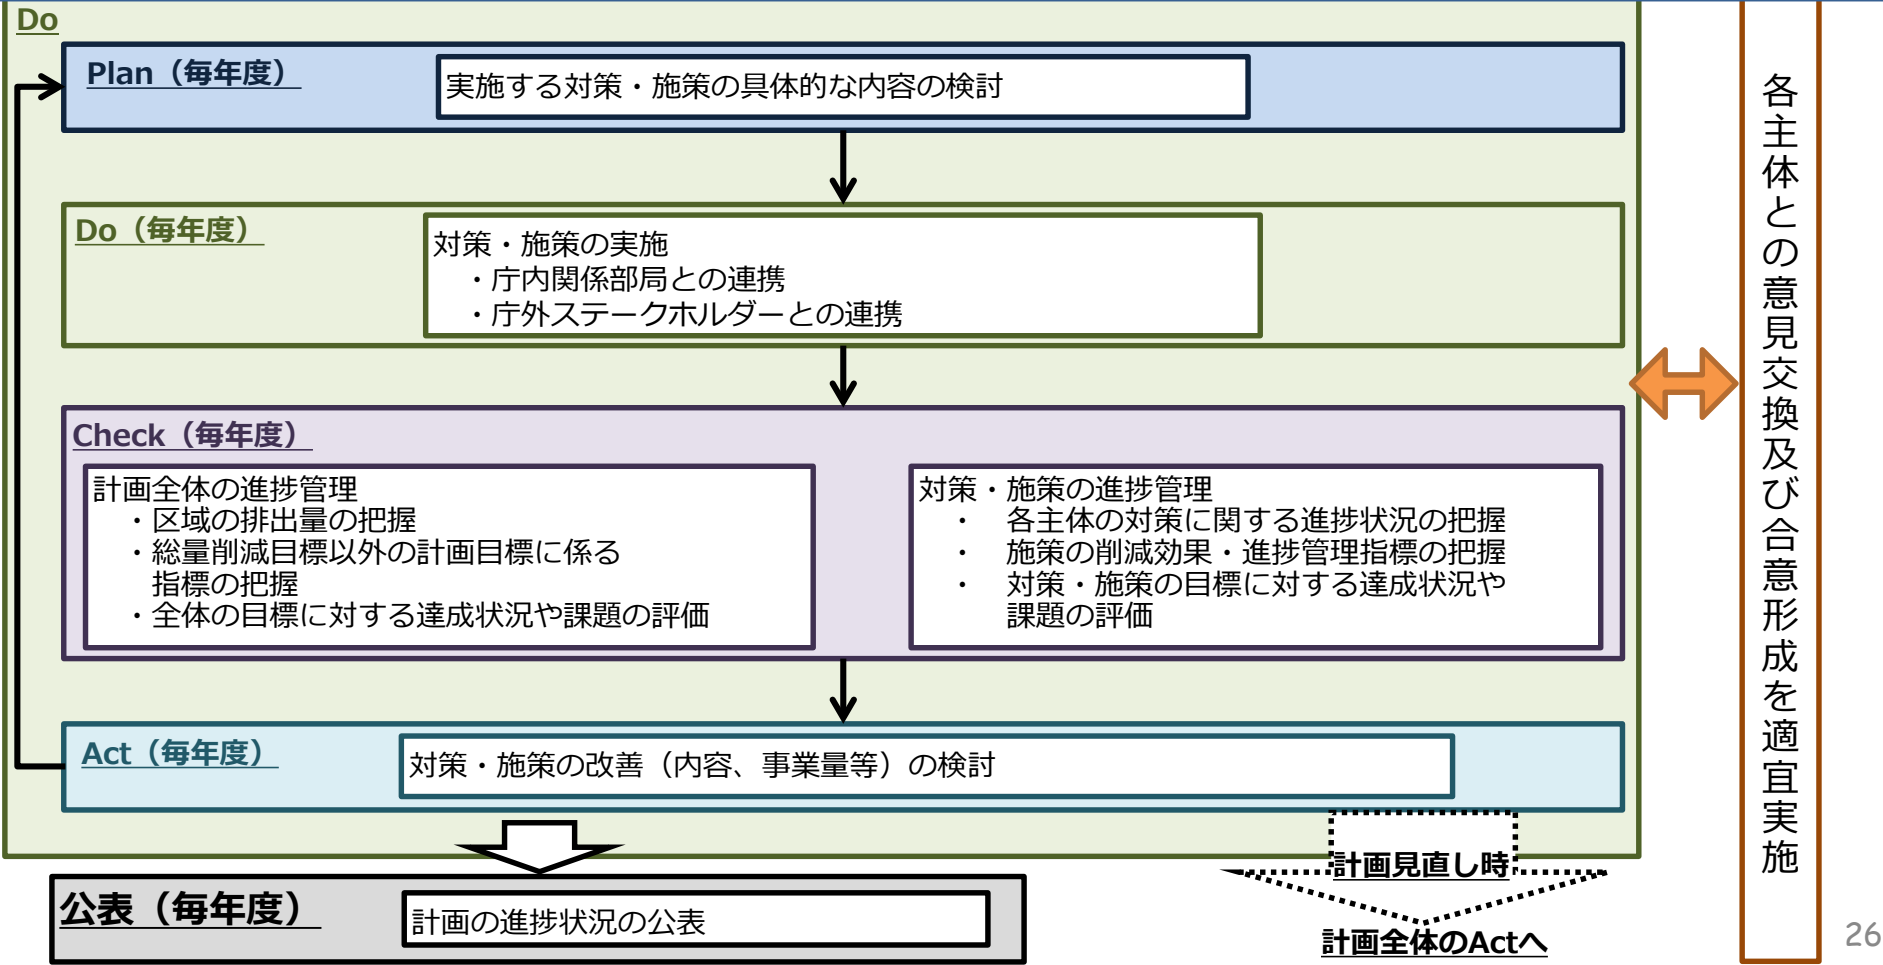 Do
Plan（毎年度）
実施する対策・施策の具体的な内容の検討
Do（毎年度）
対策・施策の実施
・庁内関係部局との連携
・庁外ステークホルダーとの連携
Check（毎年度）
計画全体の進捗管理
・区域の排出量の把握
・総量削減目標以外の計画目標に係る
指標の把握
・全体の目標に対する達成状況や課題の評価
対策・施策の進捗管理
・ 各主体の対策に関する進捗状況の把握
・ 施策の削減効果・進捗管理指標の把握
・ 対策・施策の目標に対する達成状況や
課題の評価
Act（毎年度）
対策・施策の改善（内容、事業量等）の検討
計画見直し時
計画全体のActへ
公表（毎年度）
計画の進捗状況の公表
各主体との意見交換及び合意形成を適宜実施
26